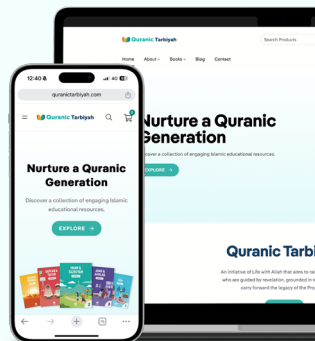 Quranic Tarbiyah
Search Products
Home
About
Books
Blog
Contact
Nurture a Quranic
Generation
cover a collection of engaging Islamic educational resources.
EXPLORE →
Quranic Tarbi
An initiative of Life with Allah that aims to rai
who are guided by revelation, grounded in
carry forward the legacy of the Pro
12:40
quranictarbiyah.com
Quranic Tarbiyah
Nurture a Quranic
Generation
Discover a collection of engaging Islamic
educational resources.
EXPLORE →